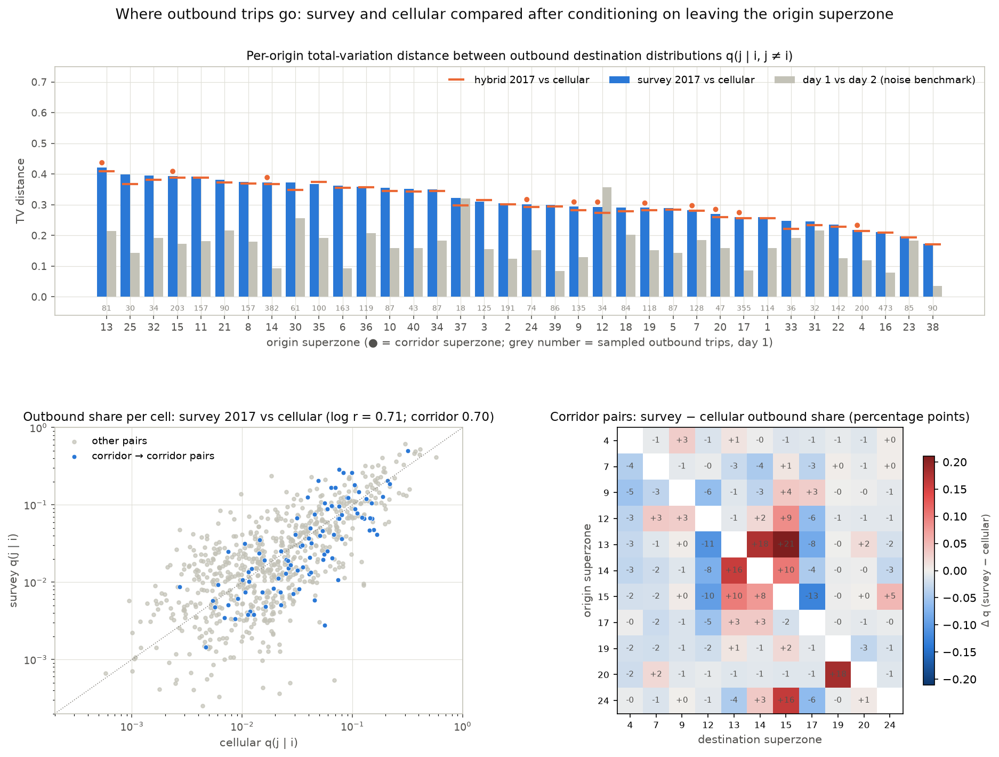 Where outbound trips go: survey and cellular compared after conditioning on leaving the origin superzone
Per-origin total-variation distance between outbound destination distributions q(j | i, j ≠ i)
hybrid 2017 vs cellular
survey 2017 vs cellular
day 1 vs day 2 (noise benchmark)
TV distance
0.7
0.6
0.5
0.4
0.3
0.2
0.1
0.0
81 30 34 203 157 90 157 382 61 100 163 119 87 43 87 18 125 191 74 86 135 34 84 118 87 128 47 355 114 36 32 142 200 473 85 90
13 25 32 15 11 21 8 14 30 35 6 36 10 40 34 37 3 2 24 39 9 12 18 19 5 7 20 17 1 33 31 22 4 16 23 38
origin superzone (● = corridor superzone; grey number = sampled outbound trips, day 1)
Outbound share per cell: survey 2017 vs cellular (log r = 0.71; corridor 0.70)
other pairs
corridor → corridor pairs
survey q(j | i)
10⁰
10⁻¹
10⁻²
10⁻³
10⁻³ 10⁻² 10⁻¹ 10⁰
cellular q(j | i)
Corridor pairs: survey − cellular outbound share (percentage points)
origin superzone
4 -1 +3 -1 +1 -0 -1 -1 -1 -1 +0
7 -4 -1 -0 -3 -4 +1 -3 +0 -1 +0
9 -5 -3 -6 -1 -3 +4 +3 -0 -0 -1
12 -3 +3 +3 -1 +2 +9 -6 -1 -1 -1
13 -3 -1 +0 -11 +18 +21 -8 -0 +2 -2
14 -3 -2 -1 -8 +16 +10 -4 -0 -0 -3
15 -2 -2 +0 -10 +10 +8 -13 -0 +0 +5
17 -0 -2 -1 -5 +3 +3 -2 -0 -1 -0
19 -2 -2 -1 -2 +1 -1 +2 -1 -3 -1
20 -2 +2 -1 -1 -1 -1 -1 -1 -1
24 -0 -1 +0 -1 -4 +3 +16 -6 -0 +1
4 7 9 12 13 14 15 17 19 20 24
destination superzone
0.20
0.15
0.10
0.05
0.00
−0.05
−0.10
−0.15
−0.20
Δ q (survey − cellular)